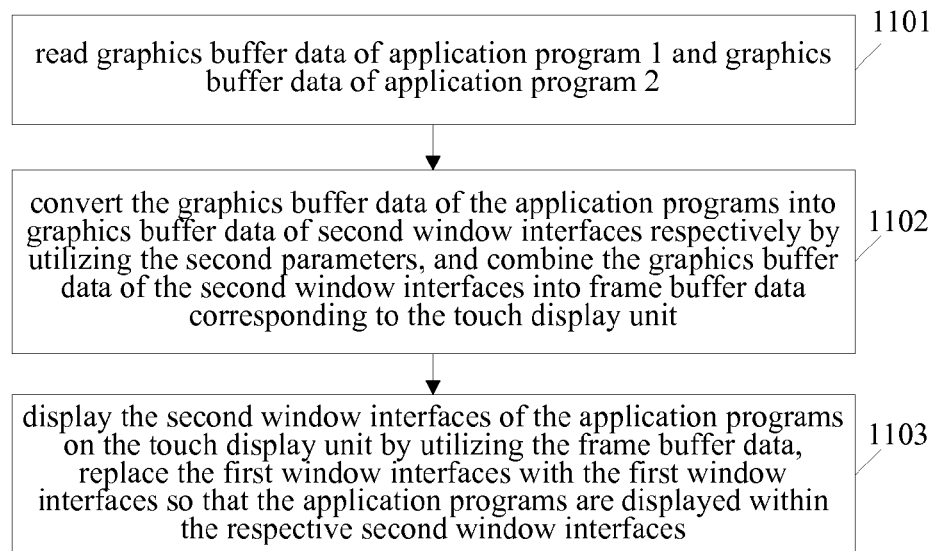 1101
read graphics buffer data of application program 1 and graphics
buffer data of application program 2
1102
convert the graphics buffer data of the application programs into
graphics buffer data of second window interfaces respectively by
utilizing the second parameters, and combine the graphics buffer
data of the second window interfaces into frame buffer data
corresponding to the touch display unit
1103
display the second window interfaces of the application programs
on the touch display unit by utilizing the frame buffer data,
replace the first window interfaces with the first window
interfaces so that the application programs are displayed within
the respective second window interfaces